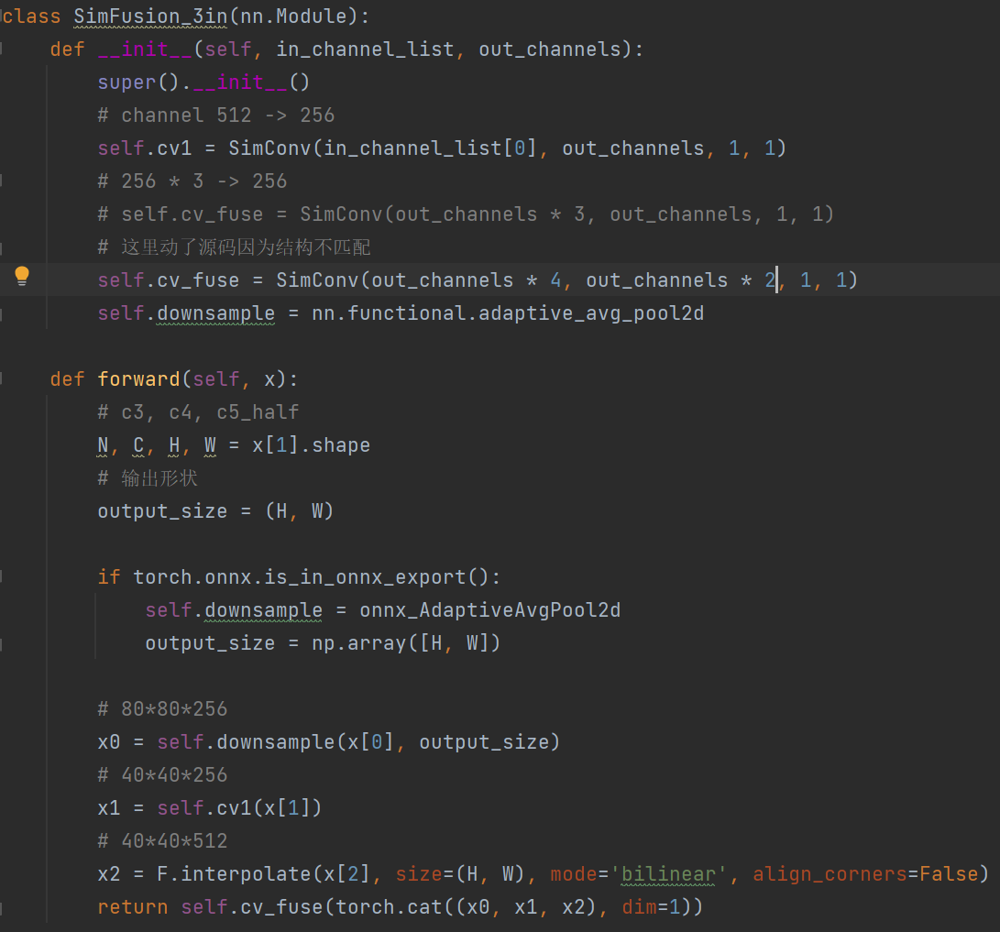 class SimFusion_3in(nn.Module):
    def __init__(self, in_channel_list, out_channels):
        super().__init__()
        # channel 512 -> 256
        self.cv1 = SimConv(in_channel_list[0], out_channels, 1, 1)
        # 256 * 3 -> 256
        # self.cv_fuse = SimConv(out_channels * 3, out_channels, 1, 1)
        # 这里动了源码因为结构不匹配
        self.cv_fuse = SimConv(out_channels * 4, out_channels * 2, 1, 1)
        self.downsample = nn.functional.adaptive_avg_pool2d

    def forward(self, x):
        # c3, c4, c5_half
        N, C, H, W = x[1].shape
        # 输出形状
        output_size = (H, W)

        if torch.onnx.is_in_onnx_export():
            self.downsample = onnx_AdaptiveAvgPool2d
            output_size = np.array([H, W])

        # 80*80*256
        x0 = self.downsample(x[0], output_size)
        # 40*40*256
        x1 = self.cv1(x[1])
        # 40*40*512
        x2 = F.interpolate(x[2], size=(H, W), mode='bilinear', align_corners=False)
        return self.cv_fuse(torch.cat((x0, x1, x2), dim=1))